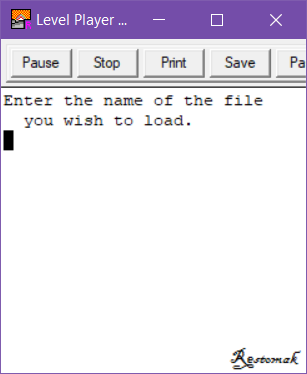 Level Player ...
Pause Stop Print Save Pa
Enter the name of the file
you wish to load.
Restomak